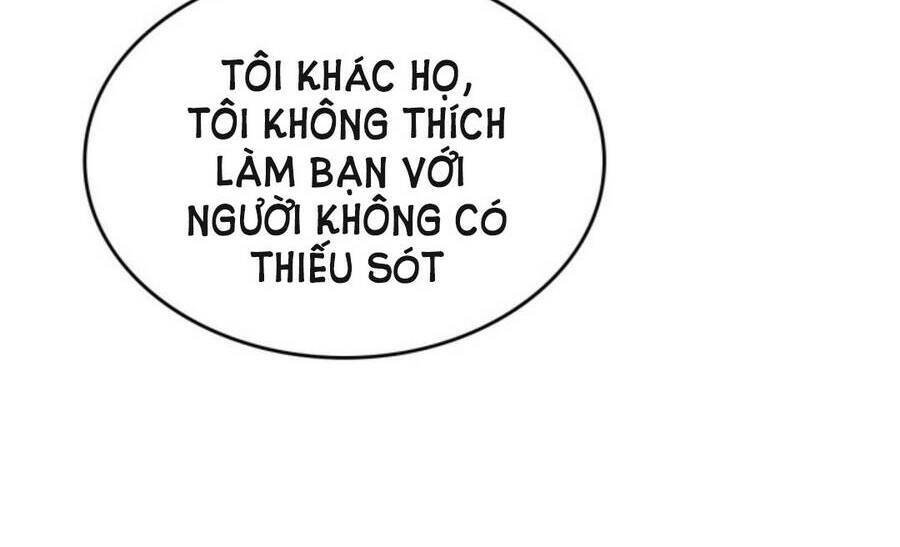 TÔI KHÁC HỌ,
TÔI KHÔNG THÍCH
LÀM BẠN VỚI
NGƯỜI KHÔNG CÓ
THIẾU SÓT